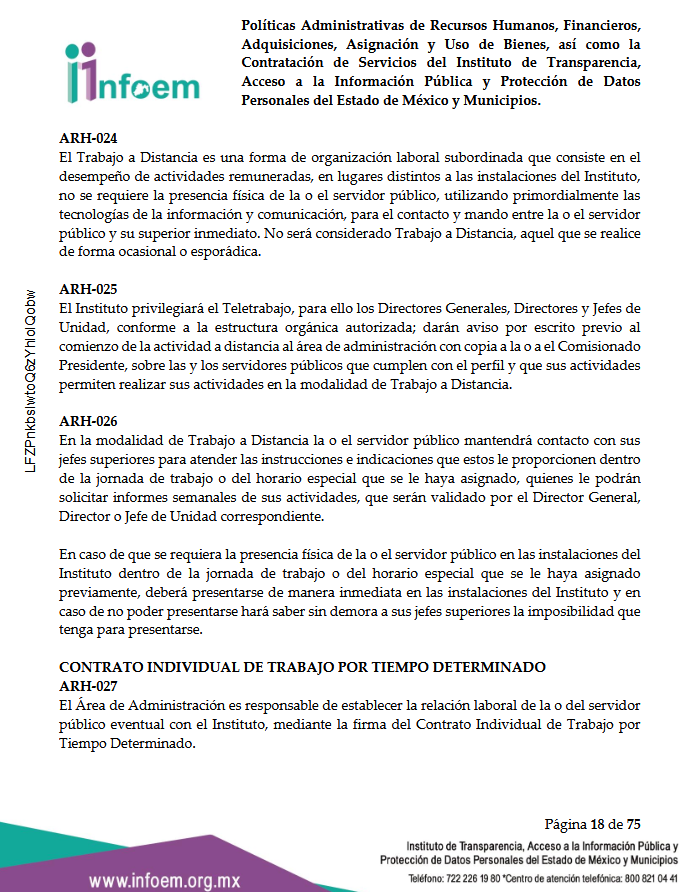 infoem
Políticas Administrativas de Recursos Humanos, Financieros,
Adquisiciones, Asignación y Uso de Bienes, así como la
Contratación de Servicios del Instituto de Transparencia,
Acceso a la Información Pública y Protección de Datos
Personales del Estado de México y Municipios.
ARH-024
El Trabajo a Distancia es una forma de organización laboral subordinada que consiste en el
desempeño de actividades remuneradas, en lugares distintos a las instalaciones del Instituto,
no se requiere la presencia física de la o el servidor público, utilizando primordialmente las
tecnologías de la información y comunicación, para el contacto y mando entre la o el servidor
público y su superior inmediato. No será considerado Trabajo a Distancia, aquel que se realice
de forma ocasional o esporádica.
ARH-025
El Instituto privilegiará el Teletrabajo, para ello los Directores Generales, Directores y Jefes de
Unidad, conforme a la estructura orgánica autorizada; darán aviso por escrito previo al
comienzo de la actividad a distancia al área de administración con copia a la o a el Comisionado
Presidente, sobre las y los servidores públicos que cumplen con el perfil y que sus actividades
permiten realizar sus actividades en la modalidad de Trabajo a Distancia.
ARH-026
En la modalidad de Trabajo a Distancia la o el servidor público mantendrá contacto con sus
jefes superiores para atender las instrucciones e indicaciones que estos le proporcionen dentro
de la jornada de trabajo o del horario especial que se le haya asignado, quienes le podrán
solicitar informes semanales de sus actividades, que serán validado por el Director General,
Director o Jefe de Unidad correspondiente.
En caso de que se requiera la presencia física de la o el servidor público en las instalaciones del
Instituto dentro de la jornada de trabajo o del horario especial que se le haya asignado
previamente, deberá presentarse de manera inmediata en las instalaciones del Instituto y en
caso de no poder presentarse hará saber sin demora a sus jefes superiores la imposibilidad que
tenga para presentarse.
CONTRATO INDIVIDUAL DE TRABAJO POR TIEMPO DETERMINADO
ARH-027
El Área de Administración es responsable de establecer la relación laboral de la o del servidor
público eventual con el Instituto, mediante la firma del Contrato Individual de Trabajo por
Tiempo Determinado.
Página 18 de 75
Instituto de Transparencia, Acceso a la Información Pública y
Protección de Datos Personales del Estado de México y Municipios
Teléfono: 722 226 19 80 *Centro de atención telefónica: 800 821 04 41
www.infoem.org.mx